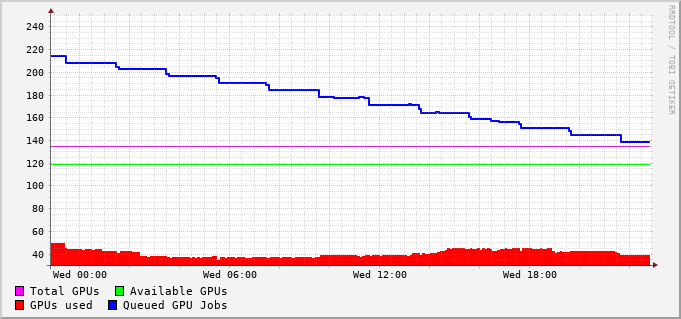 240
220
200
180
160
140
120
100
80
60
40
Wed 00:00 Wed 06:00 Wed 12:00 Wed 18:00
Total GPUs Available GPUs
GPUs used Queued GPU Jobs
RRDTOOL / TOBI OETIKER